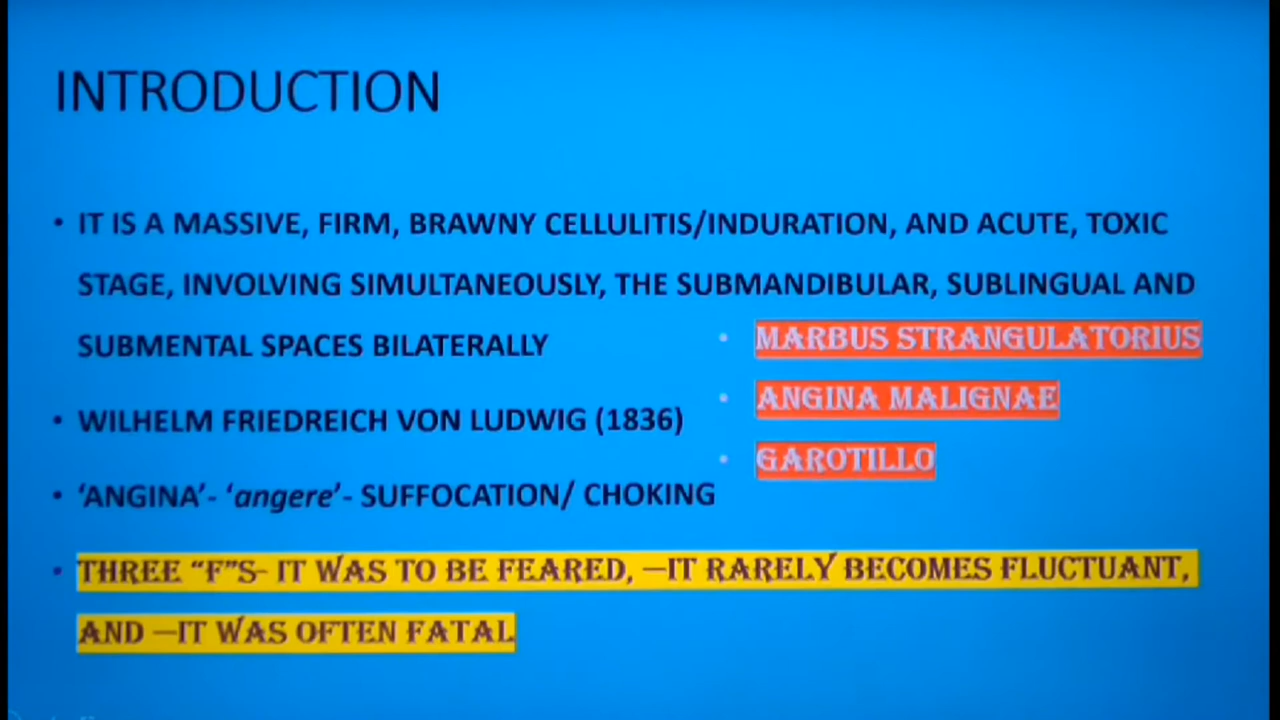 INTRODUCTION
• IT IS A MASSIVE, FIRM, BRAWNY CELLULITIS/INDURATION, AND ACUTE, TOXIC
STAGE, INVOLVING SIMULTANEOUSLY, THE SUBMANDIBULAR, SUBLINGUAL AND
SUBMENTAL SPACES BILATERALLY
• MARBUS STRANGULATORIUS
• ANGINA MALIGNAE
• GAROTILLO
• WILHELM FRIEDREICH VON LUDWIG (1836)
• ‘ANGINA’- ‘angere’- SUFFOCATION/ CHOKING
• THREE “F”S- IT WAS TO BE FEARED, —IT RARELY BECOMES FLUCTUANT,
AND —IT WAS OFTEN FATAL